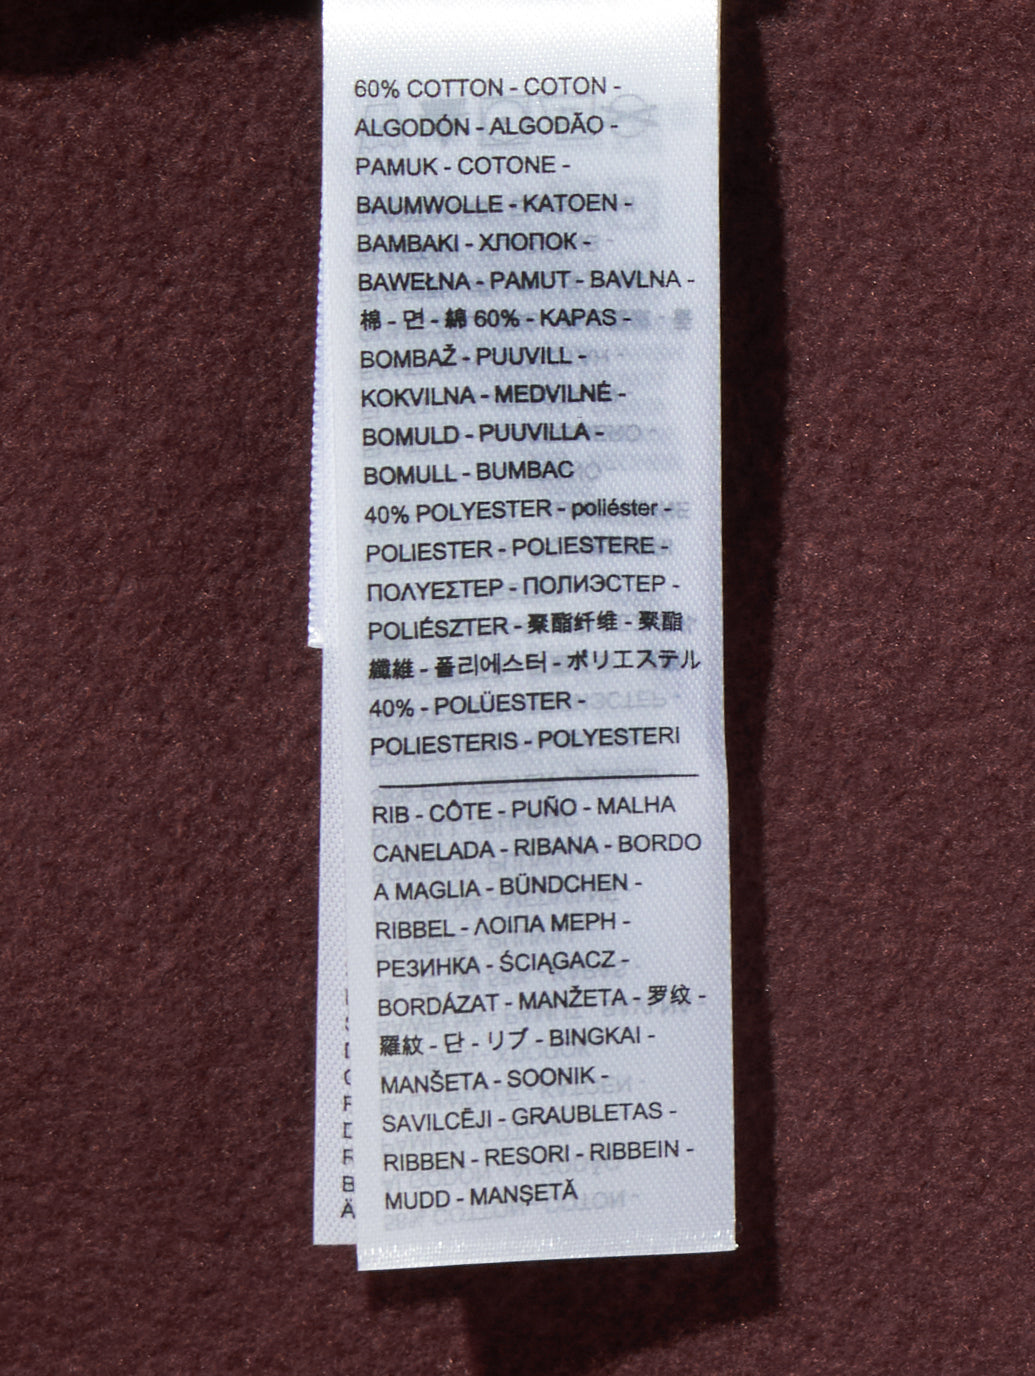 60% COTTON - COTON -
ALGODÓN - ALGODÃO -
PAMUK - COTONE -
BAUMWOLLE - KATOEN -
BAMBAKI - ХЛОПОК -
BAWEŁNA - PAMUT - BAVLNA -
棉 - 면 - 綿 60% - KAPAS -
BOMBAŽ - PUUVILL -
KOKVILNA - MEDVILNĖ -
BOMULD - PUUVILLA -
BOMULL - BUMBAC
40% POLYESTER - poliéster -
POLIESTER - POLIESTERE -
ΠΟΛΥΕΣΤΕΡ - ПОЛИЭСТЕР -
POLIÉSZTER - 聚酯纤维 - 聚酯
纖維 - 폴리에스터 - ポリエステル
40% - POLÜESTER -
POLIESTERIS - POLYESTERI
RIB - CÔTE - PUÑO - MALHA
CANELADA - RIBANA - BORDO
A MAGLIA - BÜNDCHEN -
RIBBEL - ΛΟΙΠΑ ΜΕΡΗ -
РЕЗИНКА - ŚCIĄGACZ -
BORDÁZAT - MANŽETA - 罗纹 -
羅紋 - 단 - リブ - BINGKAI -
MANŠETA - SOONIK -
SAVILCĒJI - GRAUBLETAS -
RIBBEN - RESORI - RIBBEIN -
MUDD - MANȘETĂ